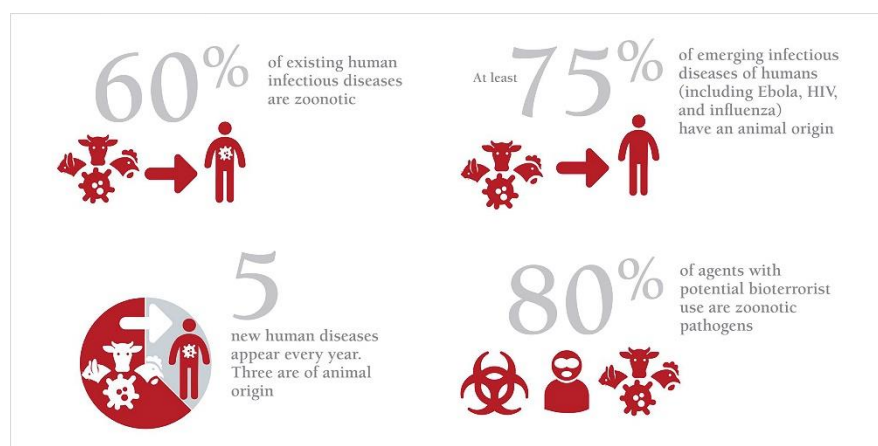 60%
of existing human
infectious diseases
are zoonotic
At least
75%
of emerging infectious
diseases of humans
(including Ebola, HIV,
and influenza)
have an animal origin
5
new human diseases
appear every year.
Three are of animal
origin
80%
of agents with
potential bioterrorist
use are zoonotic
pathogens